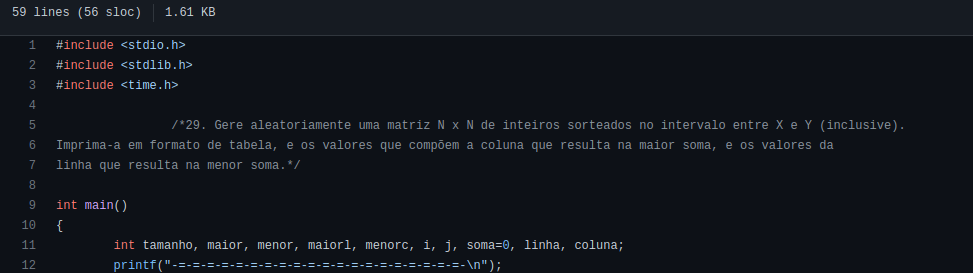 59 lines (56 sloc) 1.61 KB
1 #include <stdio.h>
2 #include <stdlib.h>
3 #include <time.h>
4
5 /*29. Gere aleatoriamente uma matriz N x N de inteiros sorteados no intervalo entre X e Y (inclusive).
6 Imprima-a em formato de tabela, e os valores que compõem a coluna que resulta na maior soma, e os valores da
7 linha que resulta na menor soma.*/
8
9 int main()
10 {
11 int tamanho, maior, menor, maiorl, menorc, i, j, soma=0, linha, coluna;
12 printf("-=-=-=-=-=-=-=-=-=-=-=-=-=-=-=-=-=-=-=-=-\n");